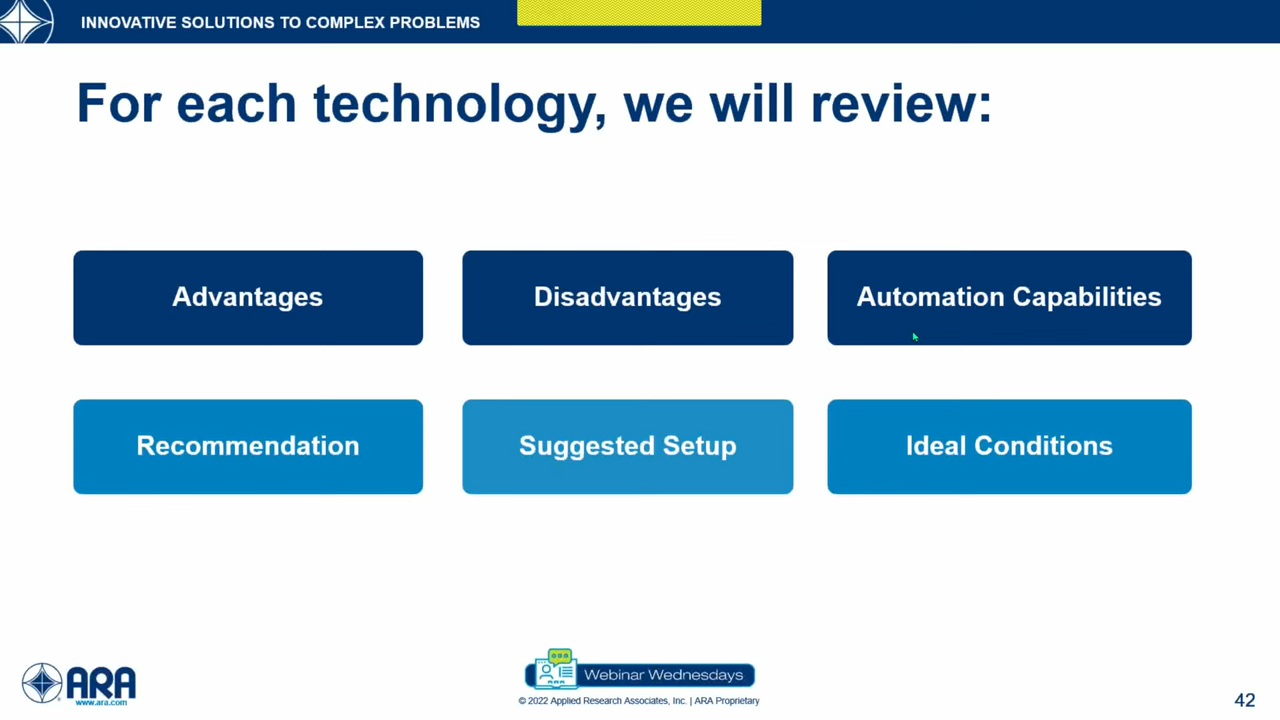 INNOVATIVE SOLUTIONS TO COMPLEX PROBLEMS
For each technology, we will review:
Advantages
Disadvantages
Automation Capabilities
Recommendation
Suggested Setup
Ideal Conditions
ARA
www.ara.com
Webinar Wednesdays
© 2022 Applied Research Associates, Inc. | ARA Proprietary
42